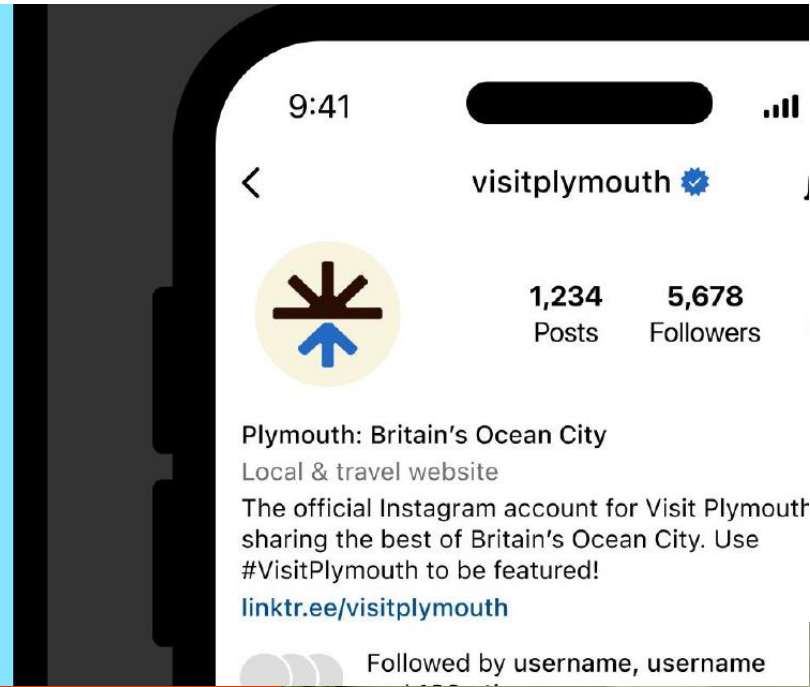 9:41
visitplymouth
1,234 5,678
Posts Followers
Plymouth: Britain's Ocean City
Local & travel website
The official Instagram account for Visit Plymouth
sharing the best of Britain's Ocean City. Use
#VisitPlymouth to be featured!
linktr.ee/visitplymouth
Followed by username, username